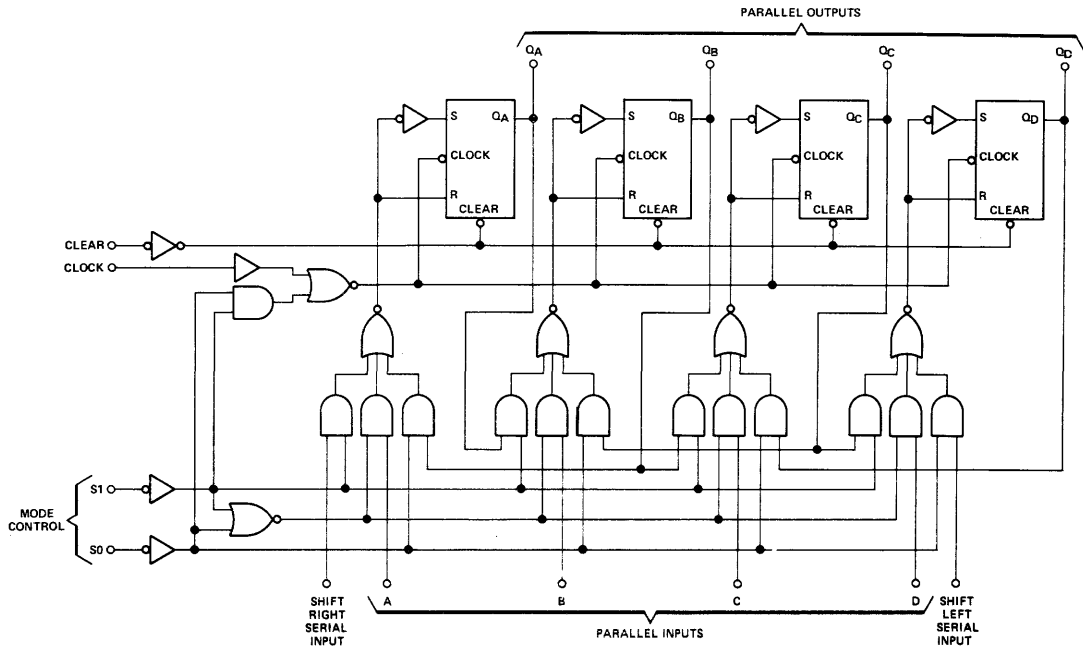 PARALLEL OUTPUTS
QA QB QC QD
S QA S QB S QC S QD
CLOCK CLOCK CLOCK CLOCK
R R R R
CLEAR CLEAR CLEAR CLEAR
CLEAR
CLOCK
MODE
CONTROL
S1
S0
SHIFT
RIGHT
SERIAL
INPUT
A B C D
SHIFT
LEFT
SERIAL
INPUT
PARALLEL INPUTS